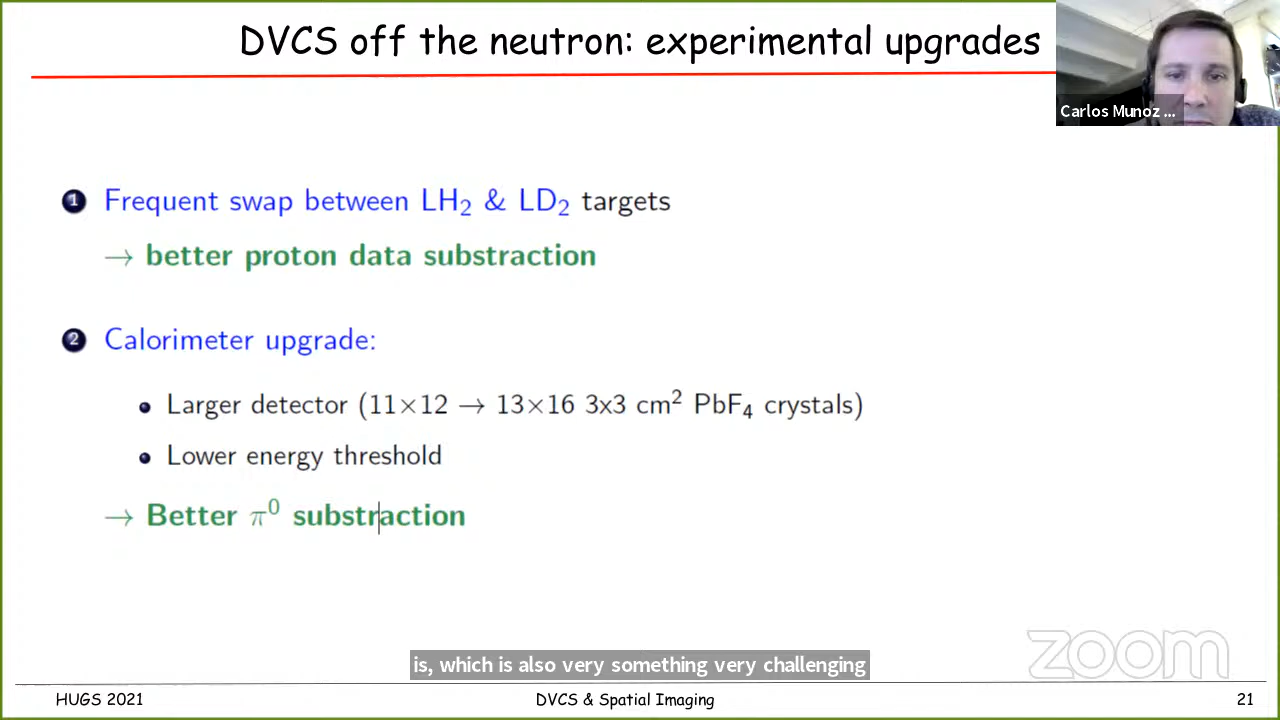 DVCS off the neutron: experimental upgrades
Carlos Munoz ...
1 Frequent swap between LH₂ & LD₂ targets
→ better proton data substraction
2 Calorimeter upgrade:
• Larger detector (11×12 → 13×16 3x3 cm² PbF₄ crystals)
• Lower energy threshold
→ Better π⁰ substraction
zoom
is, which is also very something very challenging
HUGS 2021
DVCS & Spatial Imaging
21